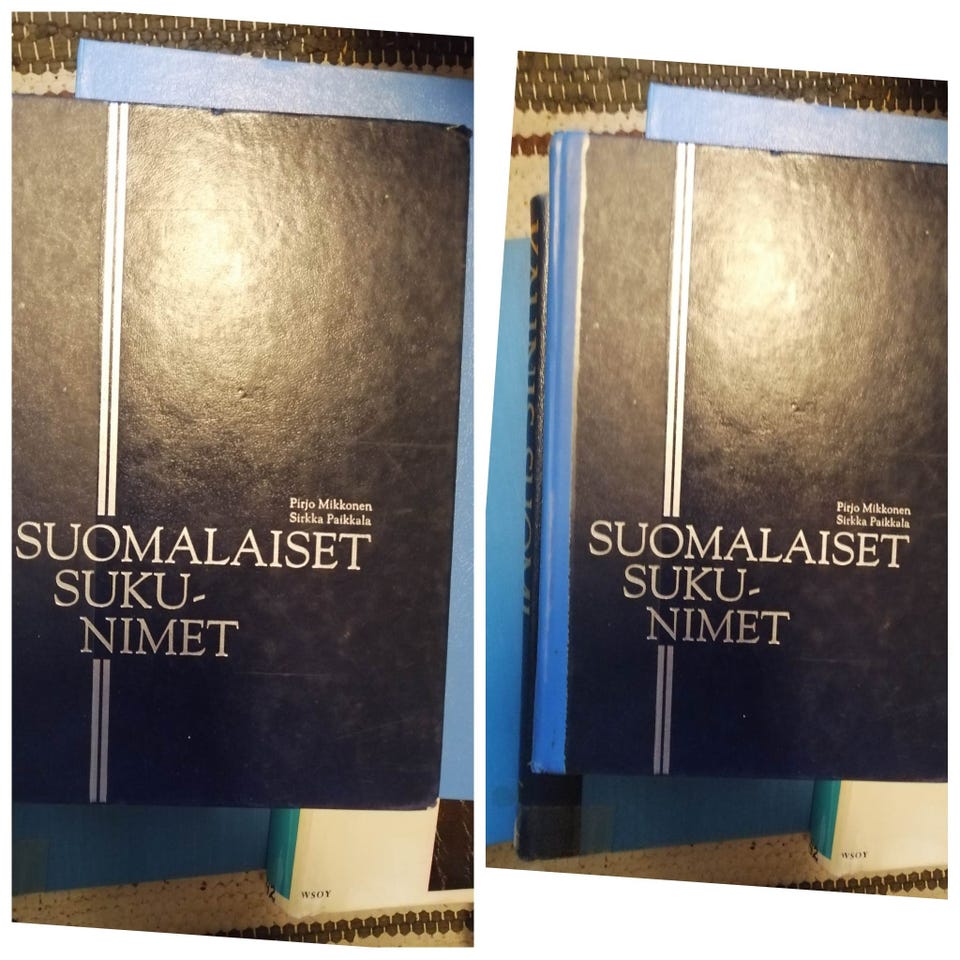 Pirjo Mikkonen
Sirkka Paikkala
SUOMALAISET
SUKU-
NIMET
WSOY
Pirjo Mikkonen
Sirkka Paikkala
SUOMALAISET
SUKU-
NIMET
WSOY